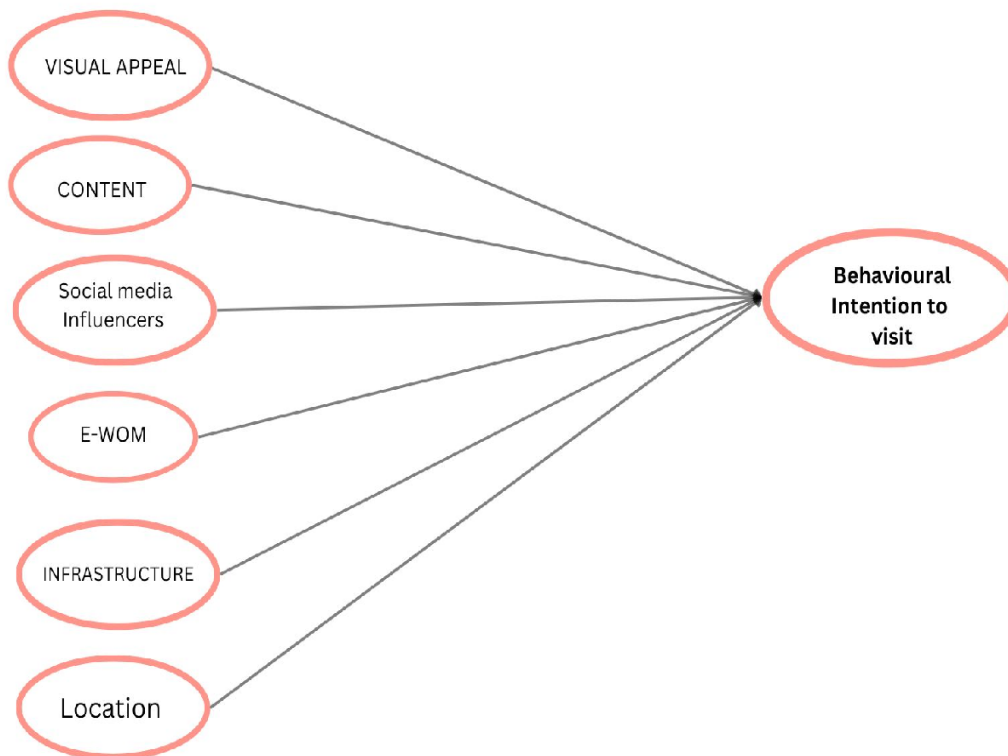 VISUAL APPEAL
CONTENT
Social media
Influencers
E-WOM
INFRASTRUCTURE
Location
Behavioural
Intention to
visit